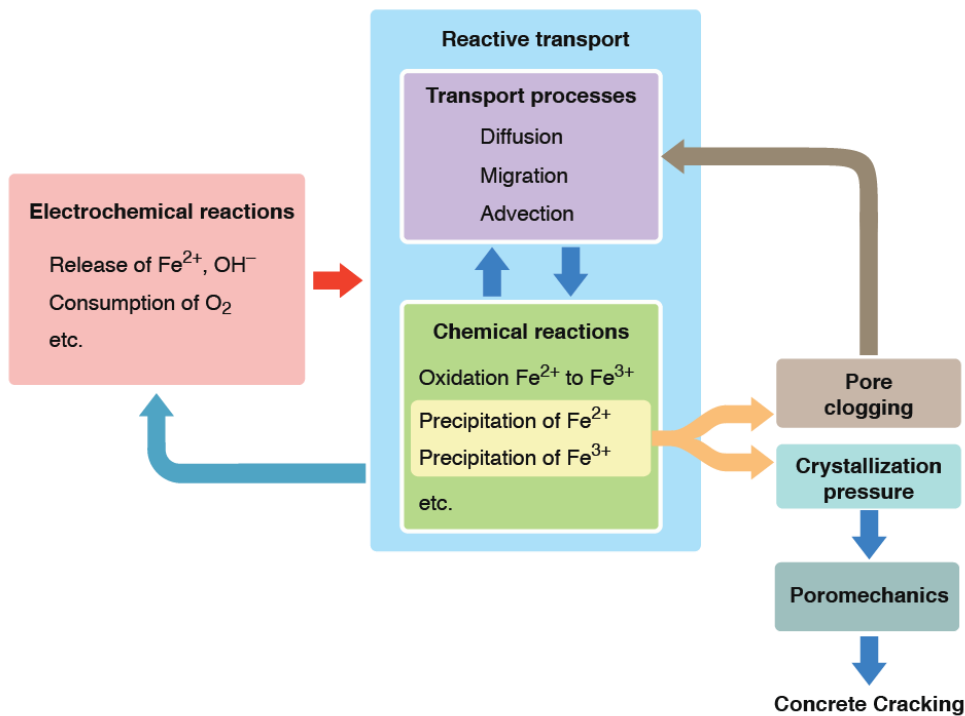 Reactive transport
Transport processes
Diffusion
Migration
Advection
Electrochemical reactions
Release of Fe²⁺, OH⁻
Consumption of O₂
etc.
Chemical reactions
Oxidation Fe²⁺ to Fe³⁺
Precipitation of Fe²⁺
Precipitation of Fe³⁺
etc.
Pore
clogging
Crystallization
pressure
Poromechanics
Concrete Cracking